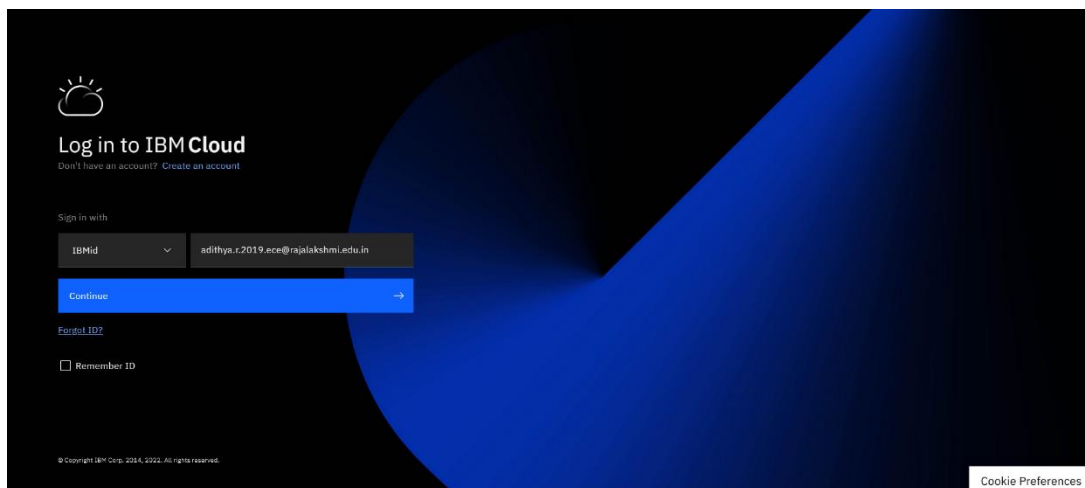 Log in to IBM Cloud
Don't have an account? Create an account
Sign in with
IBMid adithya.r.2019.ece@rajalakshmi.edu.in
Continue
Forgot ID?
Remember ID
© Copyright IBM Corp. 2014, 2022. All rights reserved.
Cookie Preferences